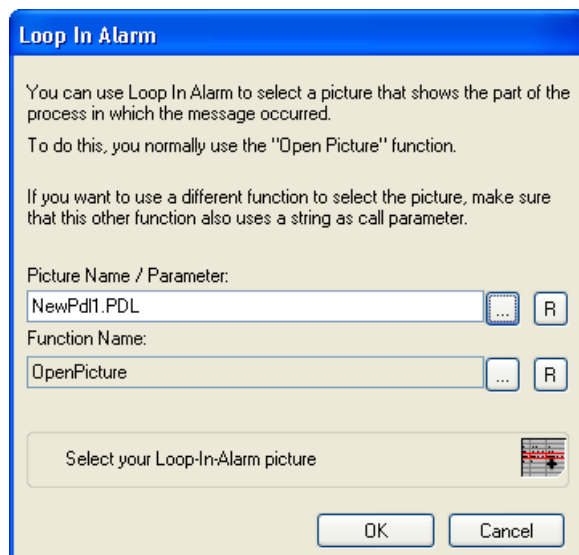 Loop In Alarm
You can use Loop In Alarm to select a picture that shows the part of the
process in which the message occurred.
To do this, you normally use the "Open Picture" function.
If you want to use a different function to select the picture, make sure
that this other function also uses a string as call parameter.
Picture Name / Parameter:
NewPdl1.PDL ... R
Function Name:
OpenPicture ... R
Select your Loop-In-Alarm picture
OK Cancel